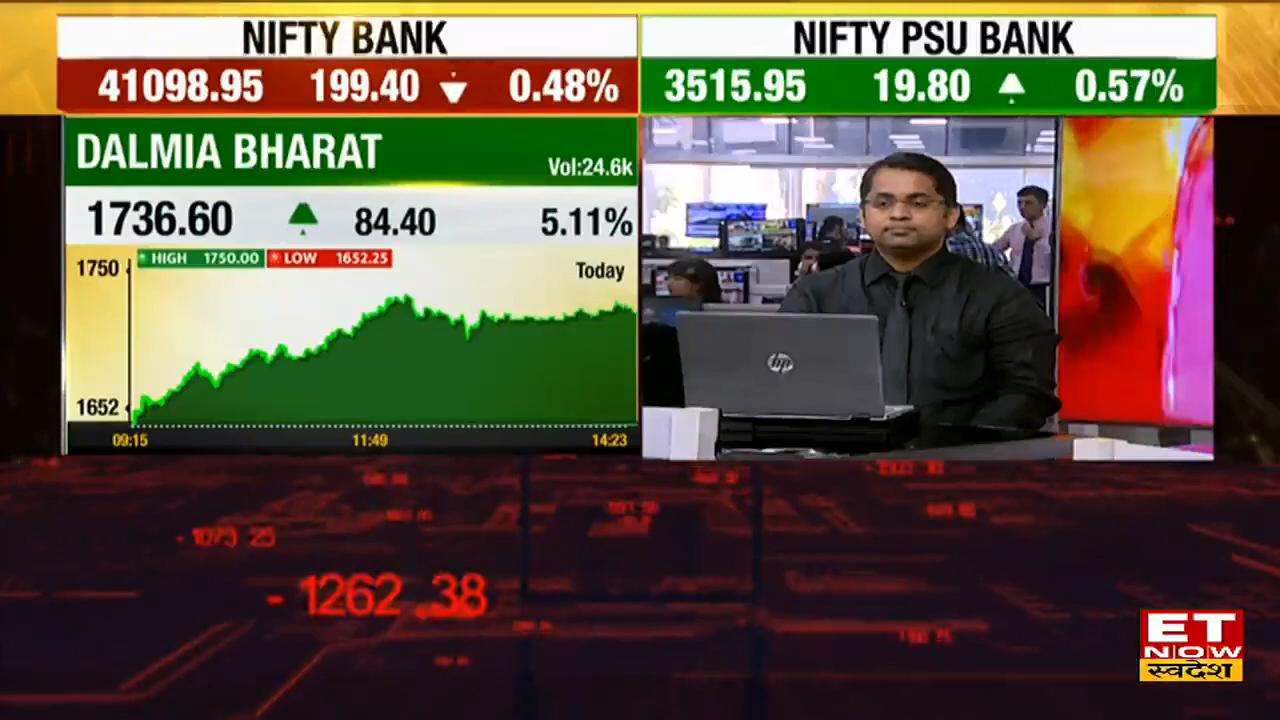 NIFTY BANK
41098.95 199.40 ▼ 0.48%
NIFTY PSU BANK
3515.95 19.80 ▲ 0.57%
DALMIA BHARAT
Vol:24.6k
1736.60 ▲ 84.40 5.11%
HIGH 1750.00 LOW 1652.25
Today
1750
1652
09:15 11:49 14:23
hp
- 1073 25
- 1262 .38
ET
NOW
स्वदेश